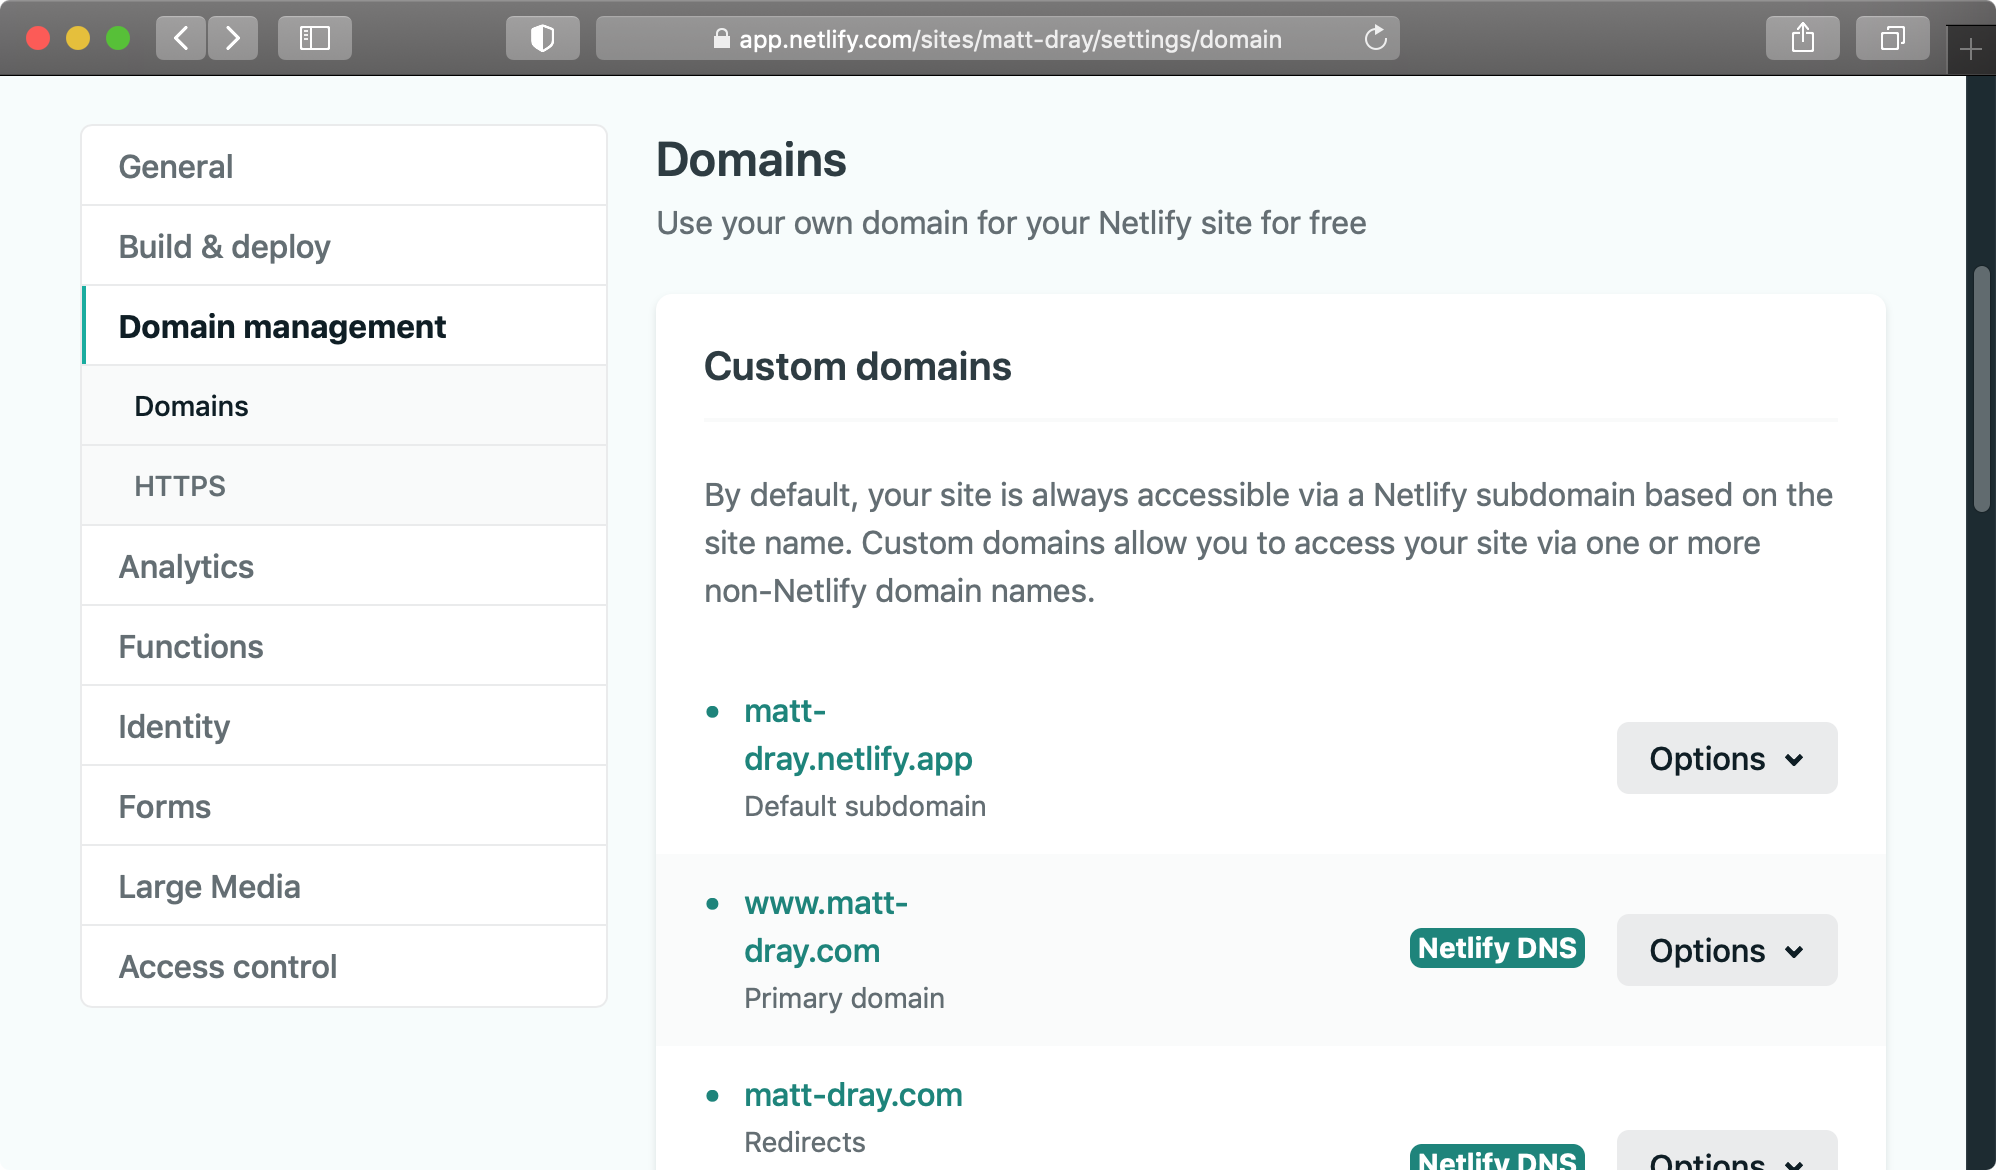 app.netlify.com/sites/matt-dray/settings/domain
General
Build & deploy
Domain management
Domains
HTTPS
Analytics
Functions
Identity
Forms
Large Media
Access control
Domains
Use your own domain for your Netlify site for free
Custom domains
By default, your site is always accessible via a Netlify subdomain based on the
site name. Custom domains allow you to access your site via one or more
non-Netlify domain names.
matt-
dray.netlify.app
Default subdomain
Options
www.matt-
dray.com
Primary domain
Netlify DNS
Options
matt-dray.com
Redirects
Netlify DNS
Options